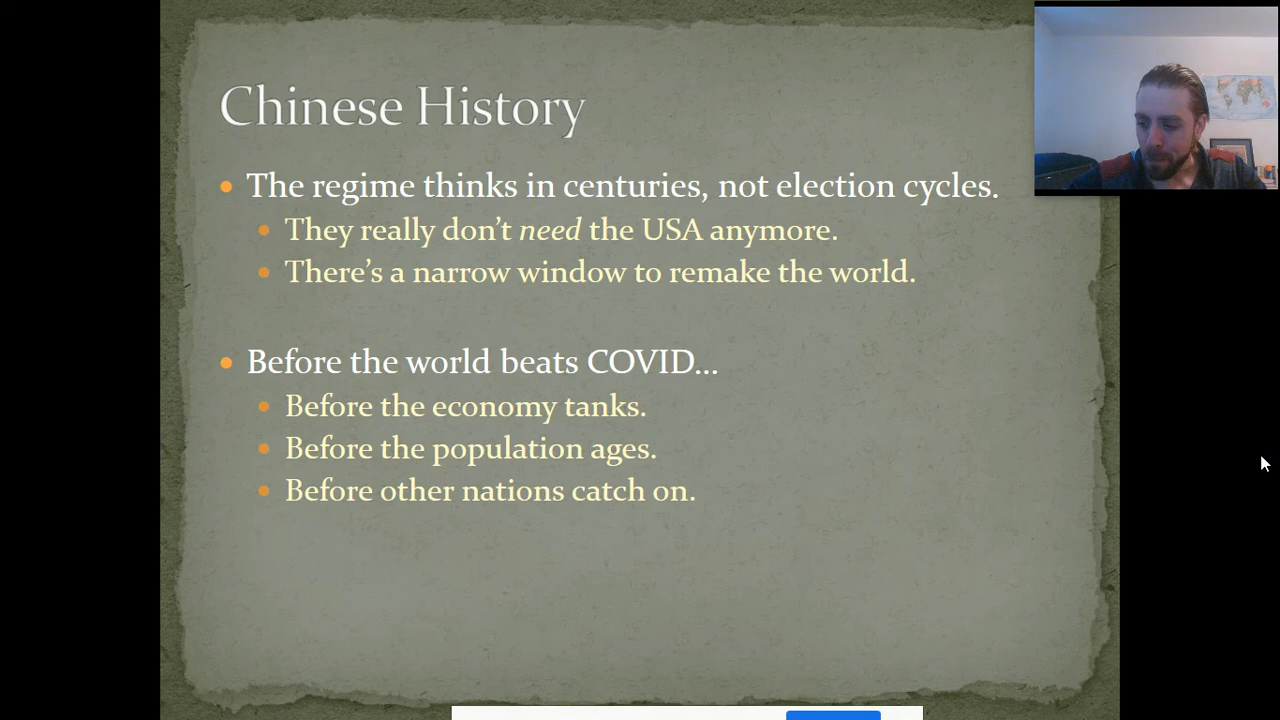 Chinese History
The regime thinks in centuries, not election cycles.
They really don't need the USA anymore.
There's a narrow window to remake the world.
Before the world beats COVID...
Before the economy tanks.
Before the population ages.
Before other nations catch on.